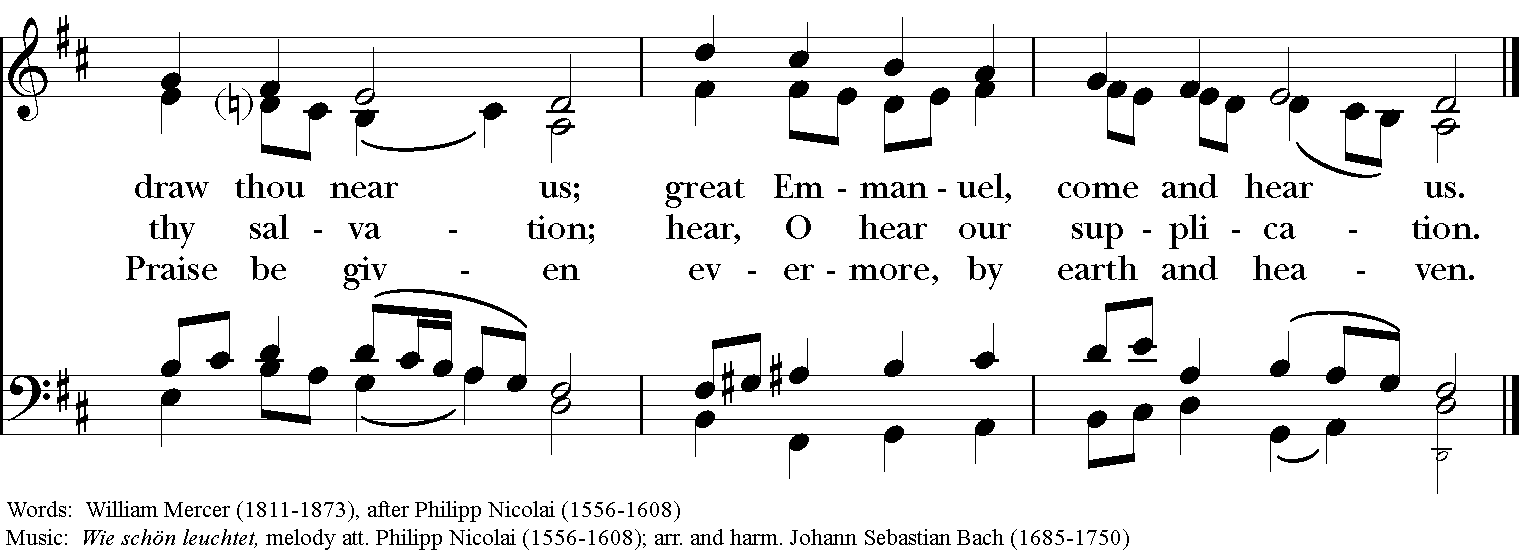 draw thou near us; great Em - man - uel, come and hear us.
thy sal - va - tion; hear, O hear our sup - pli - ca - tion.
Praise be giv - en ev - er - more, by earth and hea - ven.
Words: William Mercer (1811-1873), after Philipp Nicolai (1556-1608)
Music: Wie schön leuchtet, melody att. Philipp Nicolai (1556-1608); arr. and harm. Johann Sebastian Bach (1685-1750)